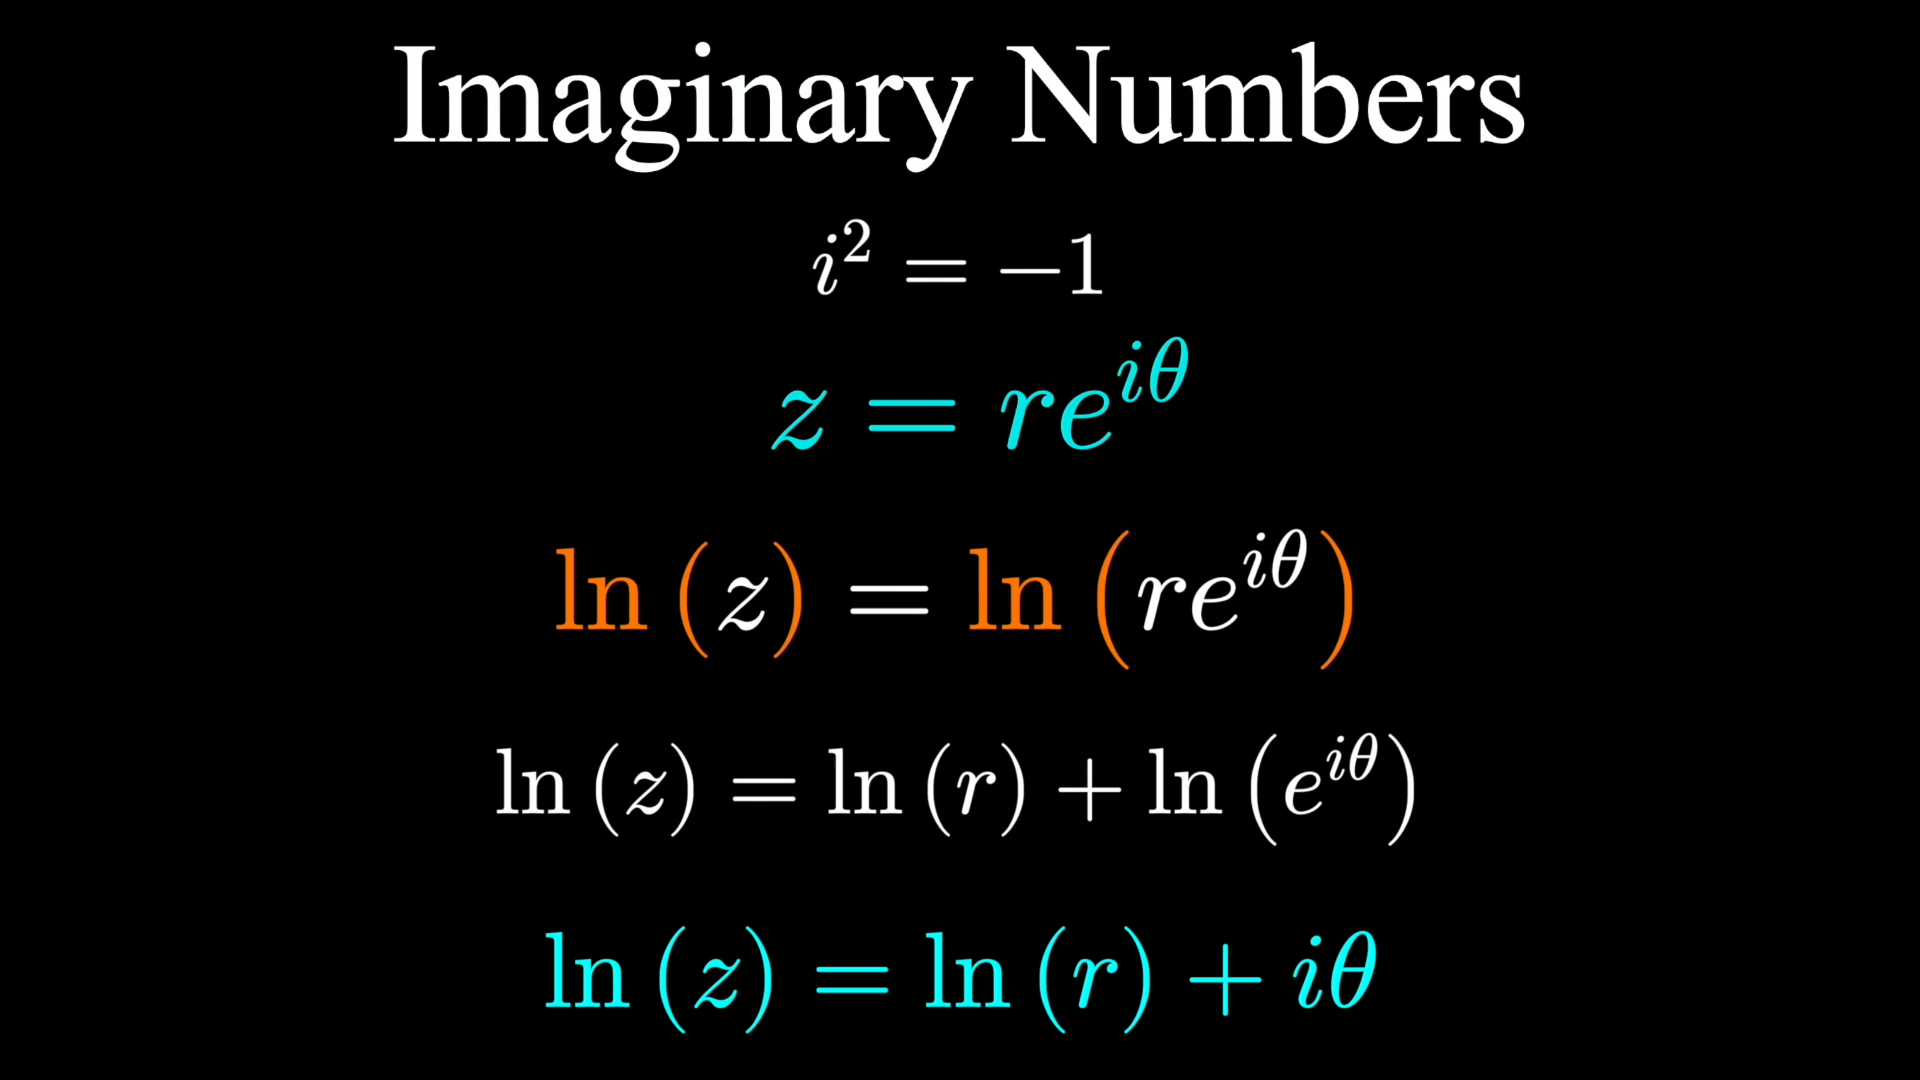 Imaginary Numbers
i² = −1
z = re^{iθ}
ln (z) = ln (re^{iθ})
ln (z) = ln (r) + ln (e^{iθ})
ln (z) = ln (r) + iθ